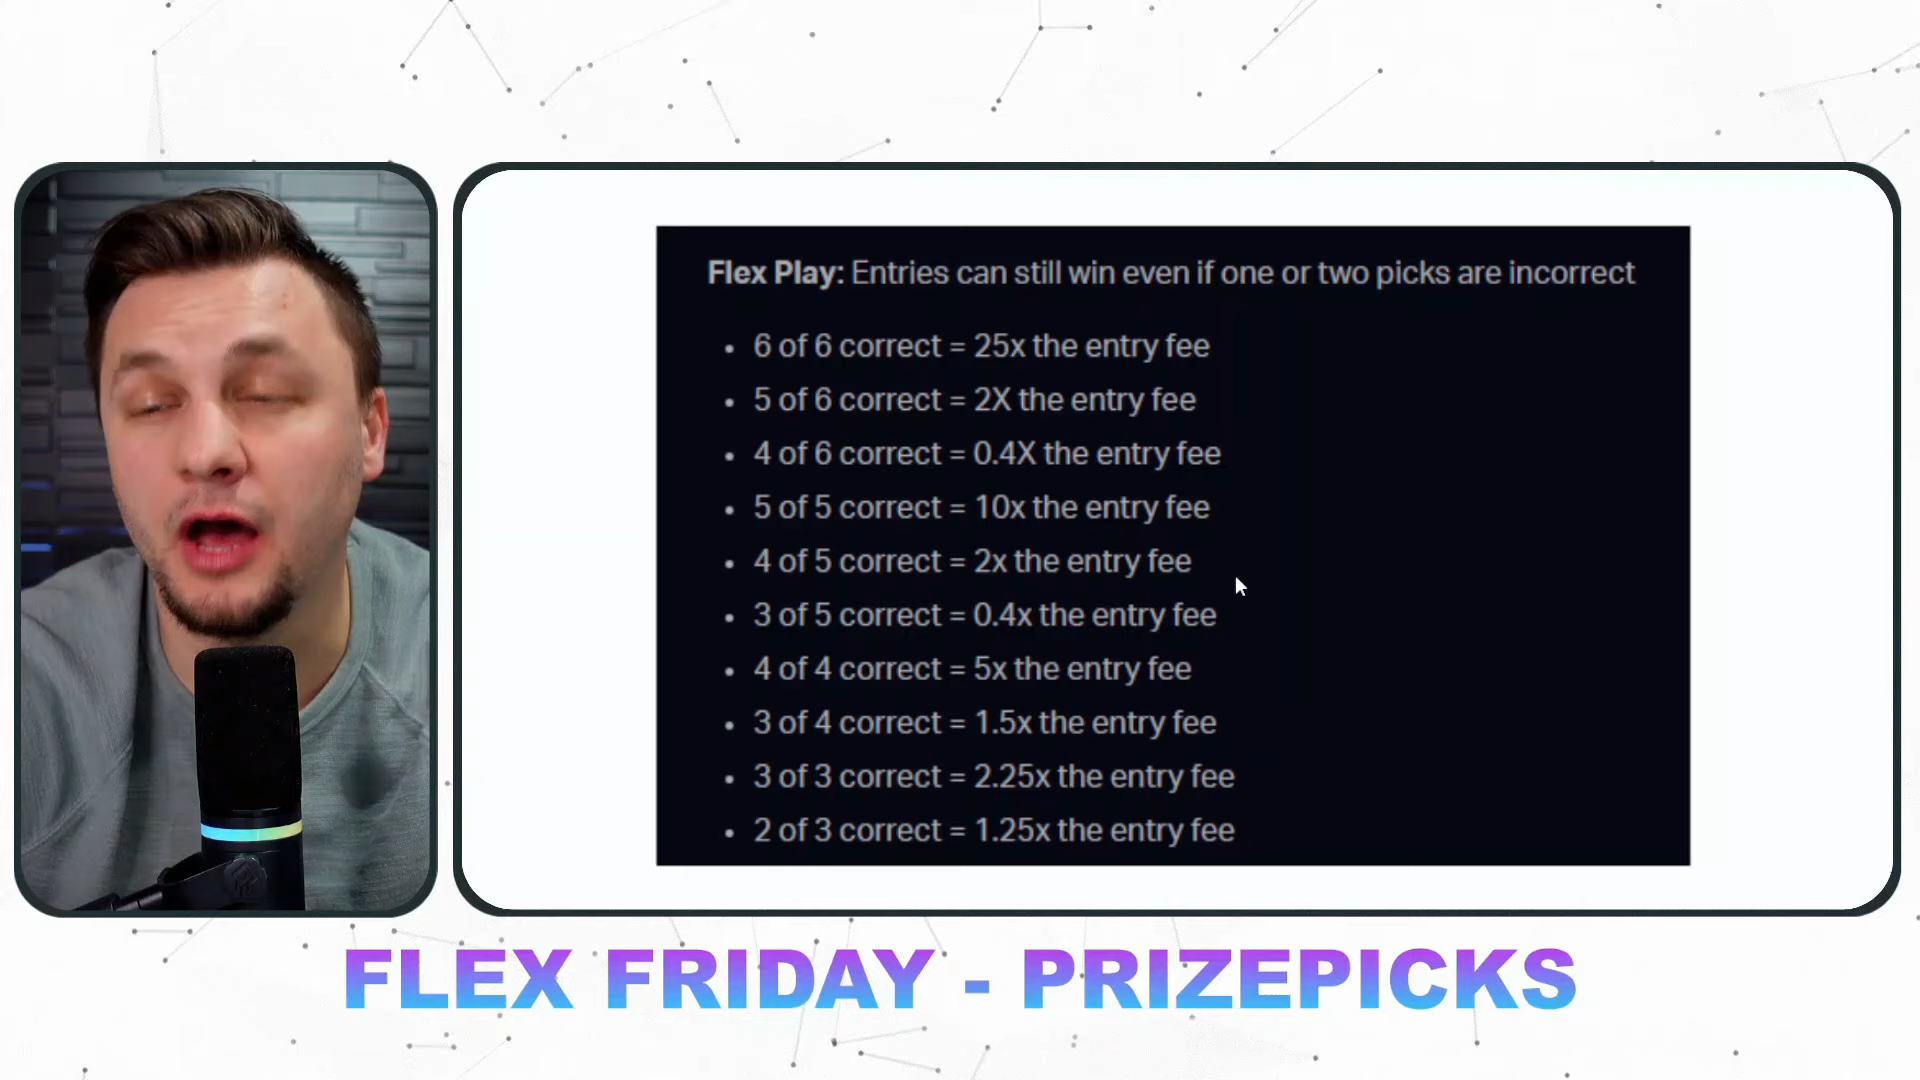 Flex Play: Entries can still win even if one or two picks are incorrect
• 6 of 6 correct = 25x the entry fee
• 5 of 6 correct = 2X the entry fee
• 4 of 6 correct = 0.4X the entry fee
• 5 of 5 correct = 10x the entry fee
• 4 of 5 correct = 2x the entry fee
• 3 of 5 correct = 0.4x the entry fee
• 4 of 4 correct = 5x the entry fee
• 3 of 4 correct = 1.5x the entry fee
• 3 of 3 correct = 2.25x the entry fee
• 2 of 3 correct = 1.25x the entry fee
FLEX FRIDAY - PRIZEPICKS